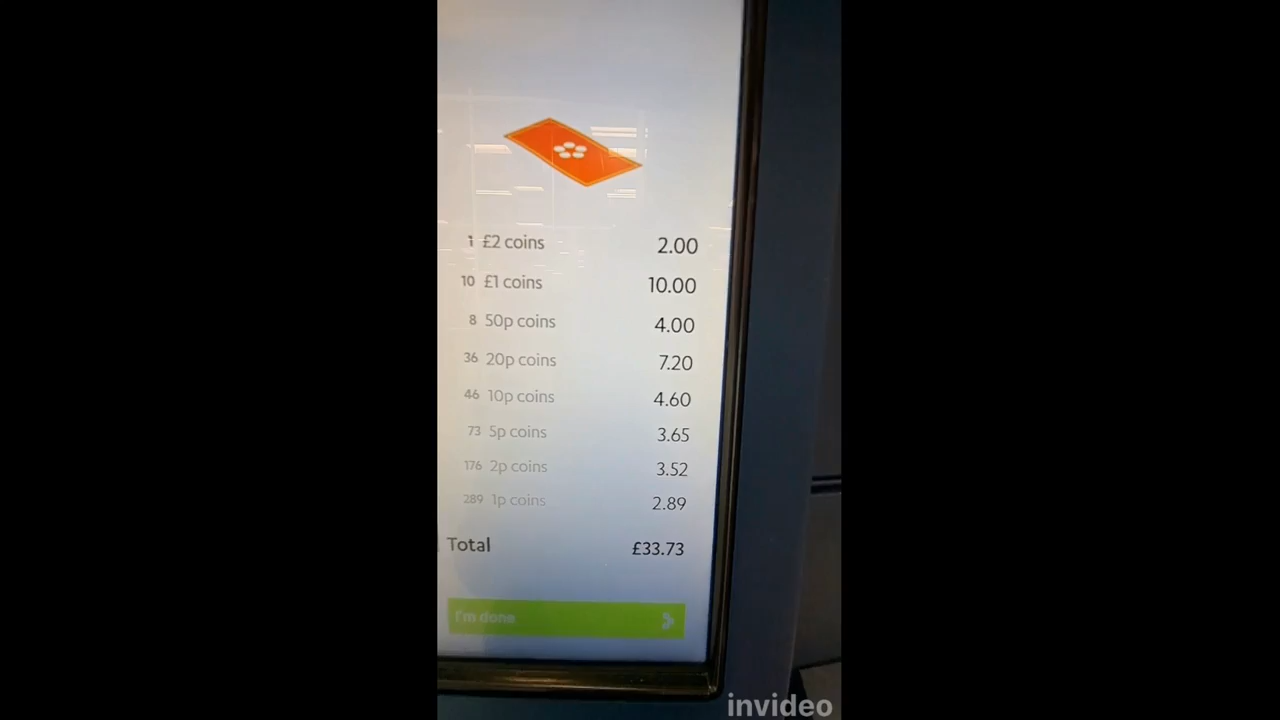 1 £2 coins 2.00
10 £1 coins 10.00
8 50p coins 4.00
36 20p coins 7.20
46 10p coins 4.60
73 5p coins 3.65
176 2p coins 3.52
289 1p coins 2.89
Total £33.73
I'm done
invideo